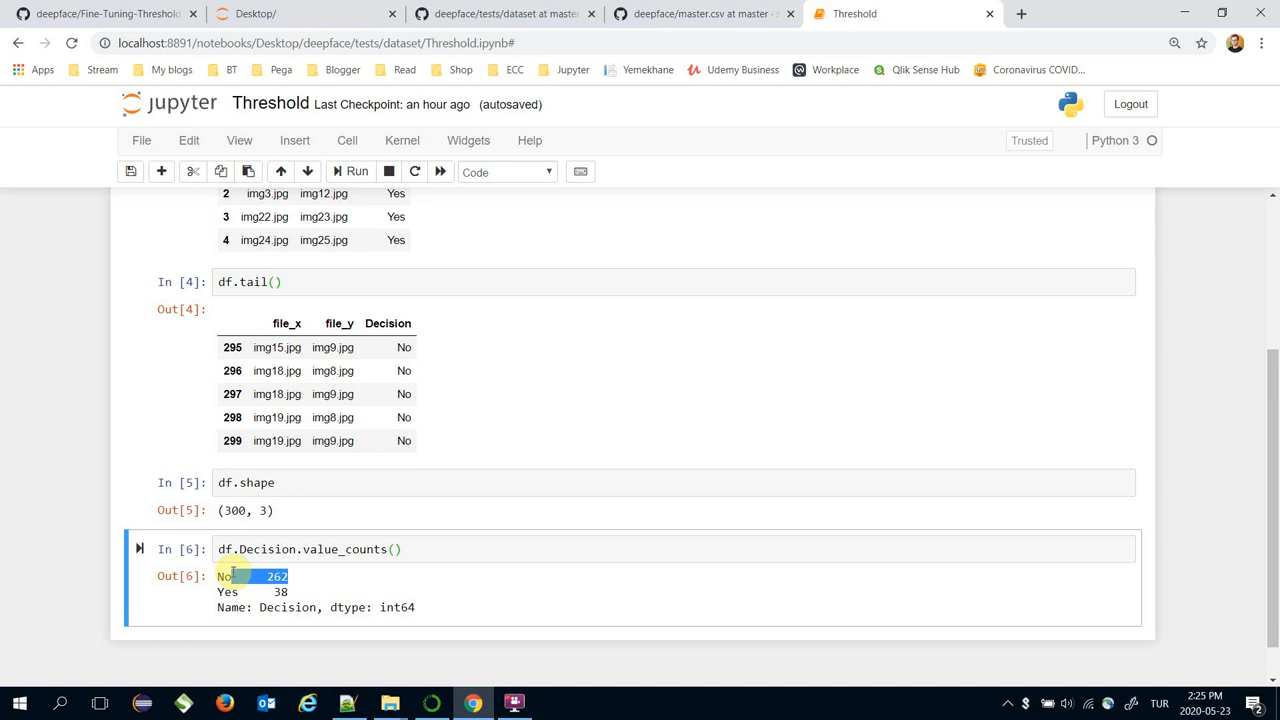 deepface/Fine-Tuning-Threshold
Desktop/
deepface/tests/dataset at master
deepface/master.csv at master ·
Threshold
localhost:8891/notebooks/Desktop/deepface/tests/dataset/Threshold.ipynb#
Apps Stream My blogs BT Pega Blogger Read Shop ECC Jupyter Yemekhane Udemy Business Workplace Qlik Sense Hub Coronavirus COVID...
jupyter Threshold Last Checkpoint: an hour ago (autosaved) Logout
File Edit View Insert Cell Kernel Widgets Help Trusted Python 3
Run Code
2 img3.jpg img12.jpg Yes
3 img22.jpg img23.jpg Yes
4 img24.jpg img25.jpg Yes
In [4]: df.tail()
Out[4]:
file_x file_y Decision
295 img15.jpg img9.jpg No
296 img18.jpg img8.jpg No
297 img18.jpg img9.jpg No
298 img19.jpg img8.jpg No
299 img19.jpg img9.jpg No
In [5]: df.shape
Out[5]: (300, 3)
In [6]: df.Decision.value_counts()
Out[6]: No 262
Yes 38
Name: Decision, dtype: int64
TUR
2:25 PM
2020-05-23
2